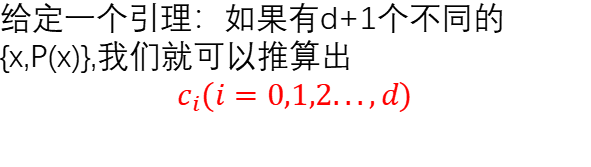 给定一个引理：如果有d+1个不同的
{x,P(x)},我们就可以推算出
cᵢ(i = 0,1,2…,d)